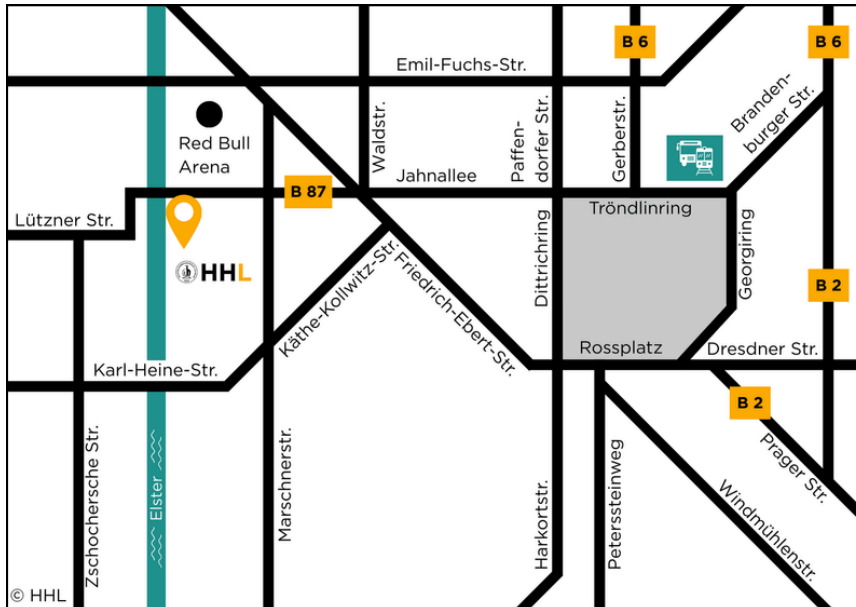 B 6
B 6
Emil-Fuchs-Str.
Branden-
burger Str.
Red Bull
Arena
Waldstr.
Paffen-
dorfer Str.
Gerberstr.
B 87
Jahnallee
Tröndlinring
Lützner Str.
HHL
Käthe-Kollwitz-Str.
Friedrich-Ebert-Str.
Dittrichring
Georgiring
B 2
Rossplatz
Dresdner Str.
Karl-Heine-Str.
B 2
Prager Str.
Zschochersche Str.
Elster
Marschnerstr.
Harkortstr.
Peterssteinweg
Windmühlenstr.
© HHL